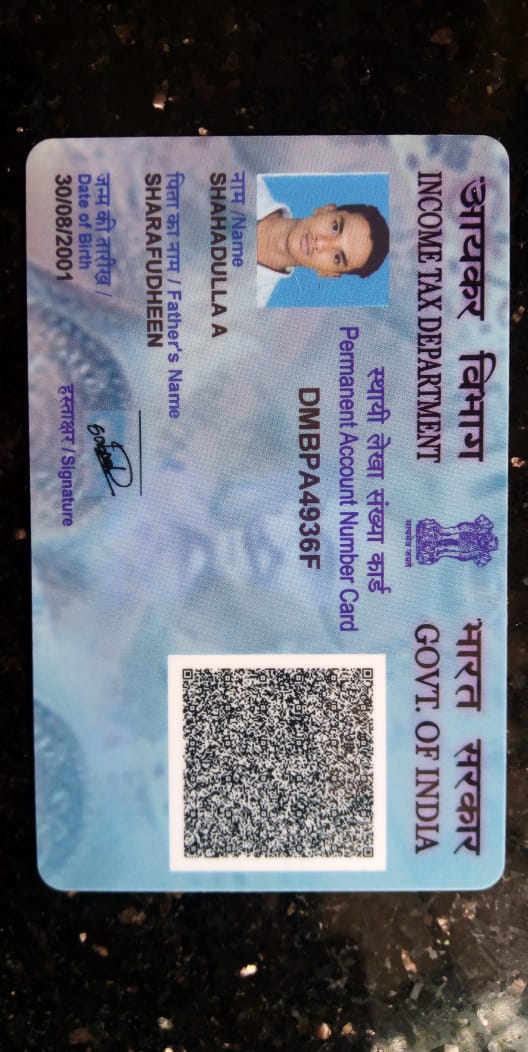 आयकर विभाग
INCOME TAX DEPARTMENT
सत्यमेव जयते
भारत सरकार
GOVT. OF INDIA
स्थायी लेखा संख्या कार्ड
Permanent Account Number Card
DMBPA4936F
नाम /Name
SHAHADULLA A
पिता का नाम / Father's Name
SHARAFUDHEEN
जन्म की तारीख /
Date of Birth
30/08/2001
हस्ताक्षर /Signature